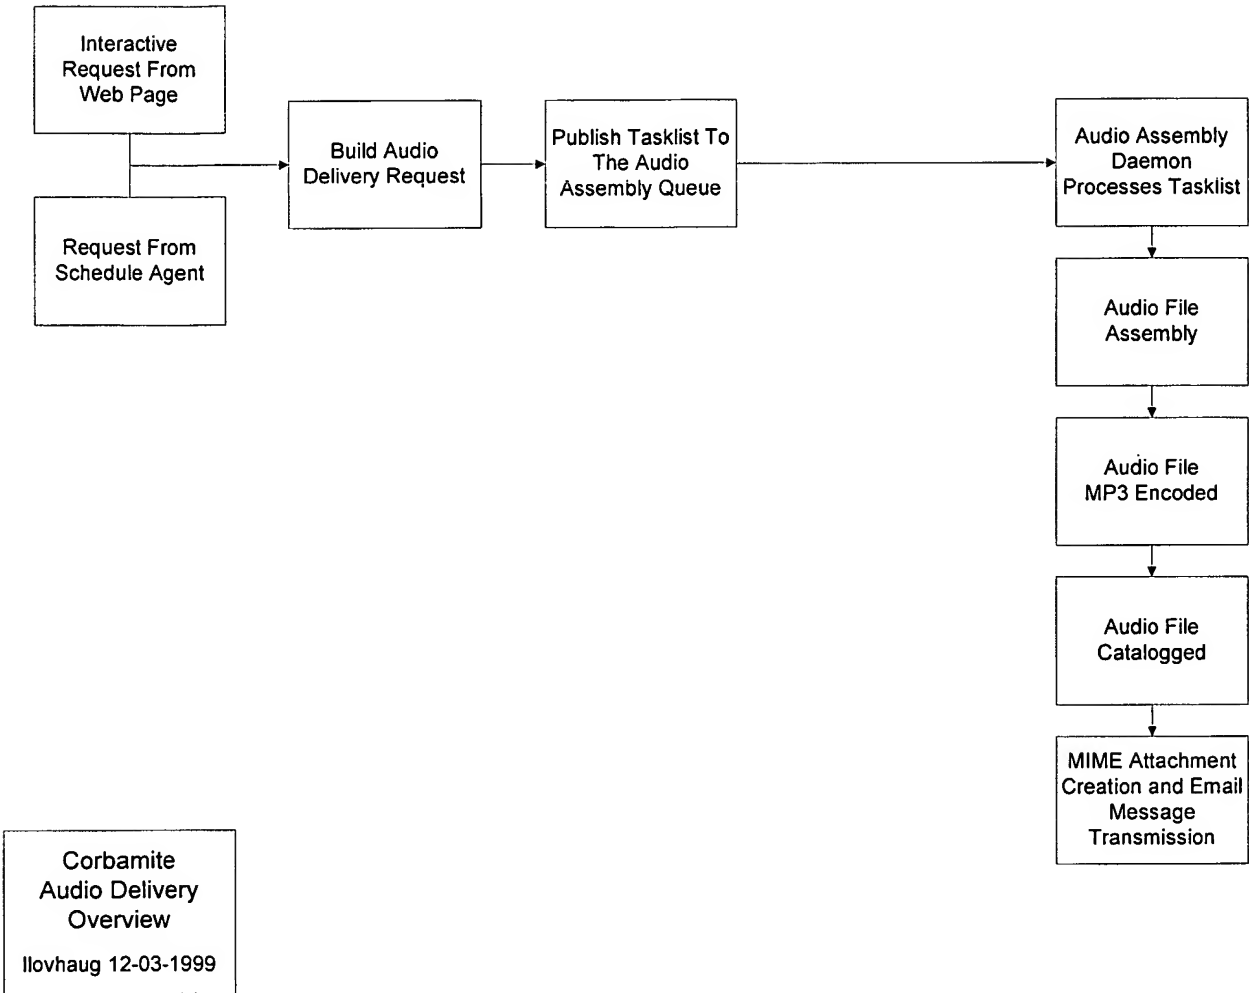 Interactive
Request From
Web Page
Request From
Schedule Agent
Build Audio
Delivery Request
Publish Tasklist To
The Audio
Assembly Queue
Audio Assembly
Daemon
Processes Tasklist
Audio File
Assembly
Audio File
MP3 Encoded
Audio File
Catalogged
MIME Attachment
Creation and Email
Message
Transmission
Corbamite
Audio Delivery
Overview
llovhaug 12-03-1999